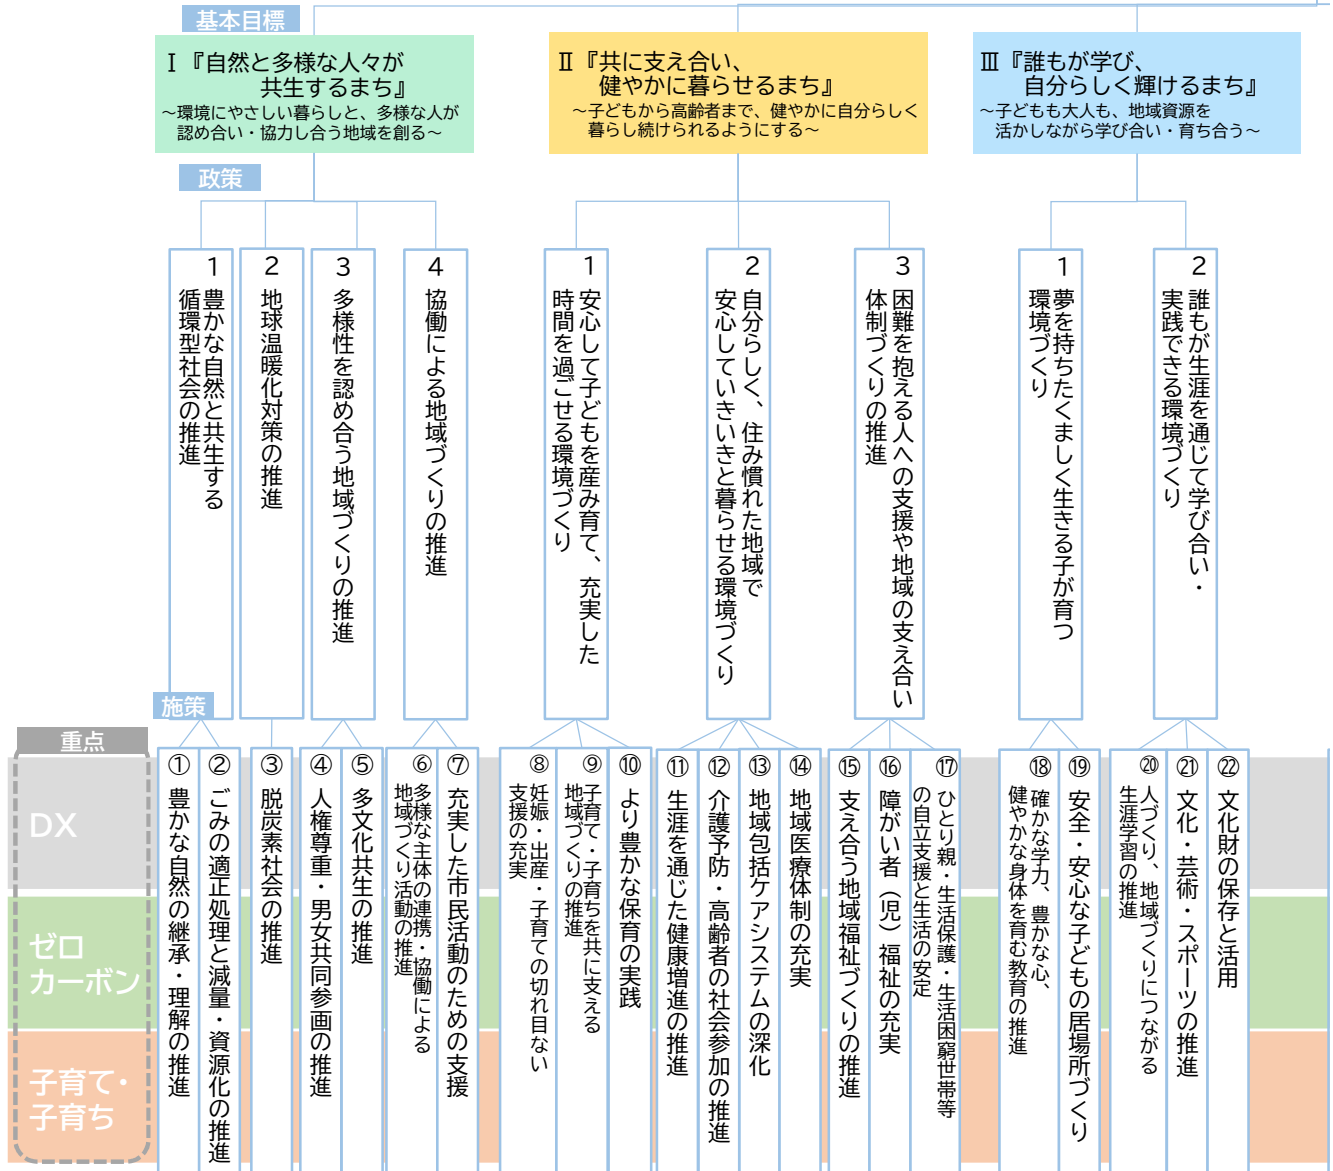 基本目標
Ⅰ『自然と多様な人々が
共生するまち』
～環境にやさしい暮らしと、多様な人が
認め合い・協力し合う地域を創る～
Ⅱ『共に支え合い、
健やかに暮らせるまち』
～子どもから高齢者まで、健やかに自分らしく
暮らし続けられるようにする～
Ⅲ『誰もが学び、
自分らしく輝けるまち』
～子どもも大人も、地域資源を
活かしながら学び合い・育ち合う～
政策
1 豊かな自然と共生する
循環型社会の推進
2 地球温暖化対策の推進
3 多様性を認め合う地域づくりの推進
4 協働による地域づくりの推進
1 安心して子どもを産み育て、充実した
時間を過ごせる環境づくり
2 自分らしく、住み慣れた地域で
安心していきいきと暮らせる環境づくり
3 困難を抱える人への支援や地域の支え合い
体制づくりの推進
1 夢を持ちたくましく生きる子が育つ
環境づくり
2 誰もが生涯を通じて学び合い・
実践できる環境づくり
施策
重点
DX
ゼロ
カーボン
子育て・
子育ち
① 豊かな自然の継承・理解の推進
② ごみの適正処理と減量・資源化の推進
③ 脱炭素社会の推進
④ 人権尊重・男女共同参画の推進
⑤ 多文化共生の推進
⑥ 多様な主体の連携・協働による
地域づくり活動の推進
⑦ 充実した市民活動のための支援
⑧ 妊娠・出産・子育ての切れ目ない
支援の充実
⑨ 子育て・子育ちを共に支える
地域づくりの推進
⑩ より豊かな保育の実践
⑪ 生涯を通じた健康増進の推進
⑫ 介護予防・高齢者の社会参加の推進
⑬ 地域包括ケアシステムの深化
⑭ 地域医療体制の充実
⑮ 支え合う地域福祉づくりの推進
⑯ 障がい者（児）福祉の充実
⑰ ひとり親・生活保護・生活困窮世帯等
の自立支援と生活の安定
⑱ 確かな学力、豊かな心、
健やかな身体を育む教育の推進
⑲ 安全・安心な子どもの居場所づくり
⑳ 人づくり、地域づくりにつながる
生涯学習の推進
㉑ 文化・芸術・スポーツの推進
㉒ 文化財の保存と活用